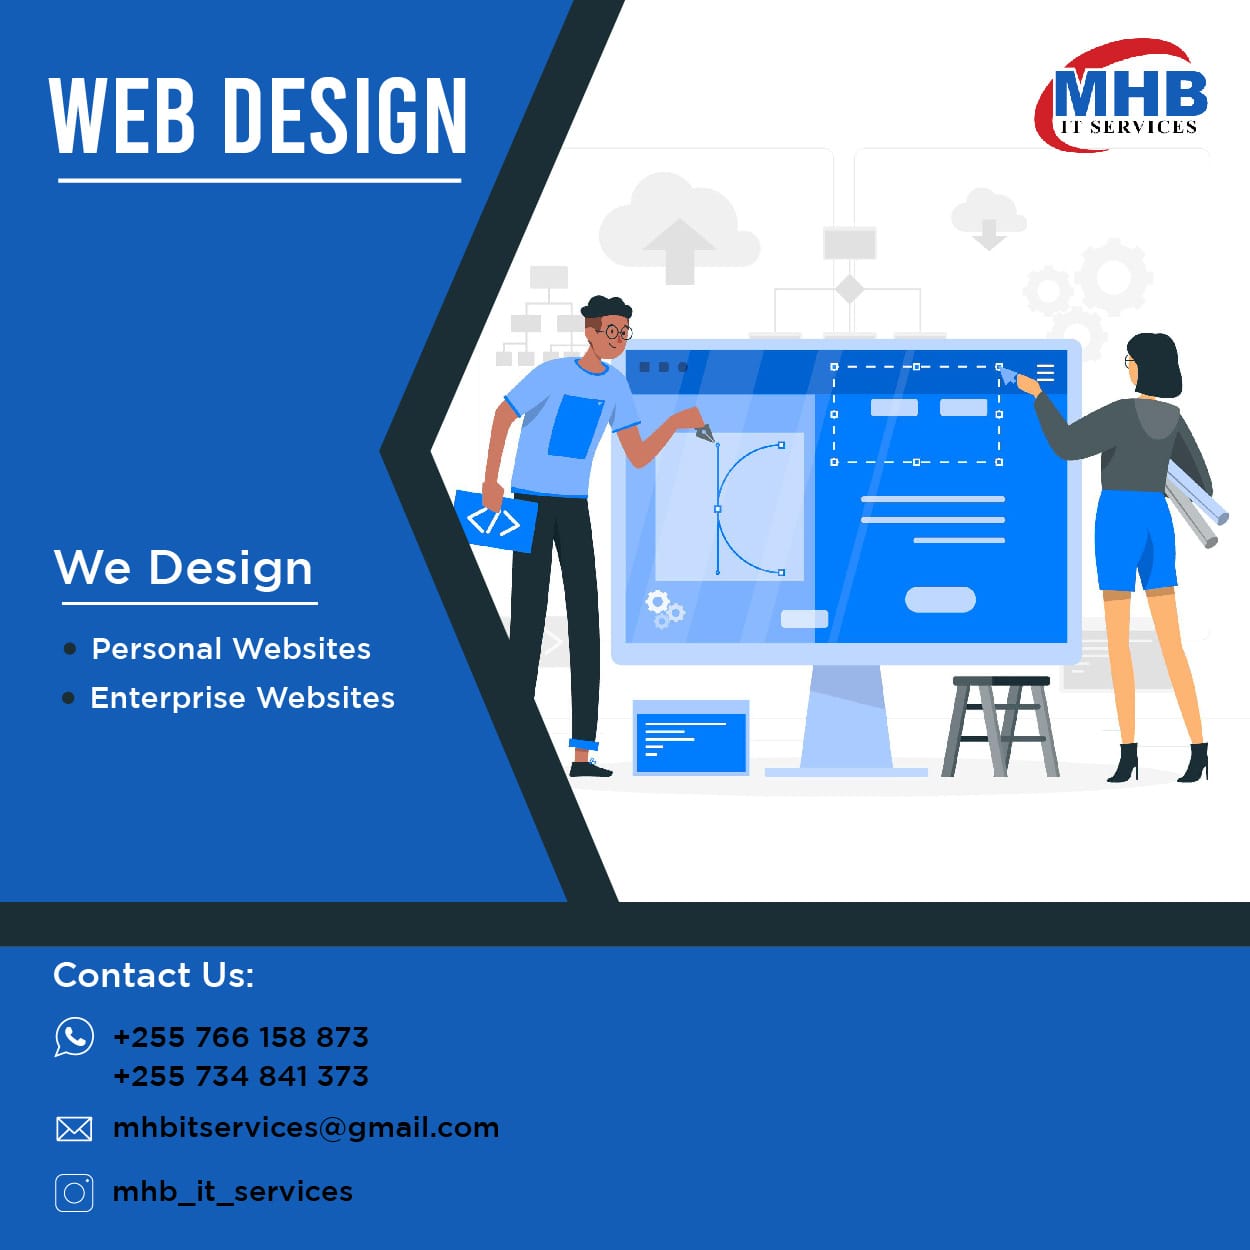 WEB DESIGN
MHB
IT SERVICES
</>
We Design
Personal Websites
Enterprise Websites
Contact Us:
+255 766 158 873
+255 734 841 373
mhbitservices@gmail.com
mhb_it_services